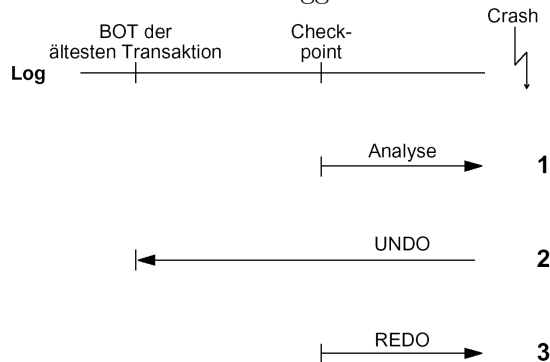 Crash
BOT der
ältesten Transaktion
Check-
point
Log
Analyse
1
UNDO
2
REDO
3